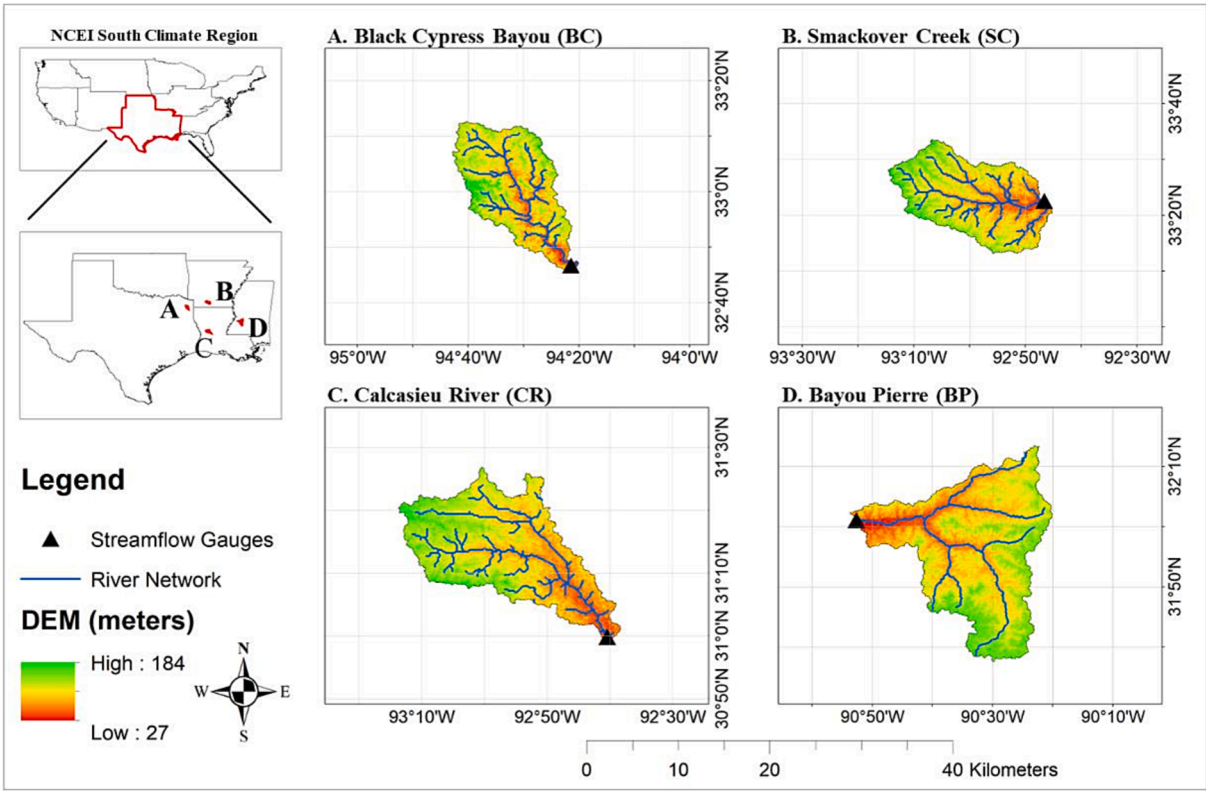 NCEI South Climate Region
A
B
C
D
Legend
Streamflow Gauges
River Network
DEM (meters)
High : 184
Low : 27
N
W
E
S
A. Black Cypress Bayou (BC)
33°20'N
33°0'N
32°40'N
95°0'W
94°40'W
94°20'W
94°0'W
B. Smackover Creek (SC)
33°40'N
33°20'N
93°30'W
93°10'W
92°50'W
92°30'W
C. Calcasieu River (CR)
31°30'N
31°10'N
31°0'N
30°50'N
93°10'W
92°50'W
92°30'W
D. Bayou Pierre (BP)
32°10'N
31°50'N
90°50'W
90°30'W
90°10'W
0 10 20 40 Kilometers